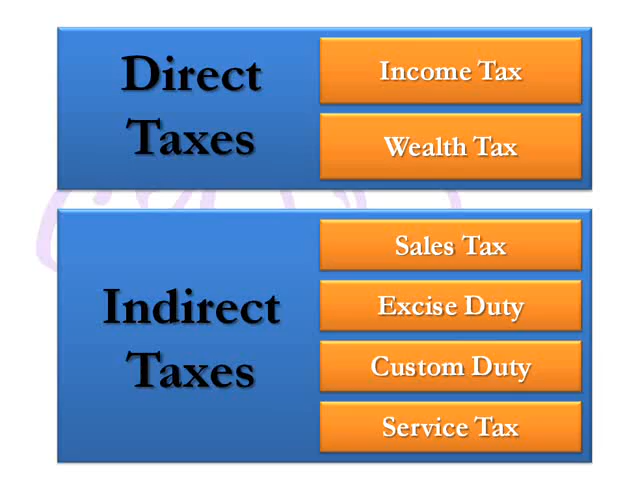 Direct
Taxes
Income Tax
Wealth Tax
Indirect
Taxes
Sales Tax
Excise Duty
Custom Duty
Service Tax